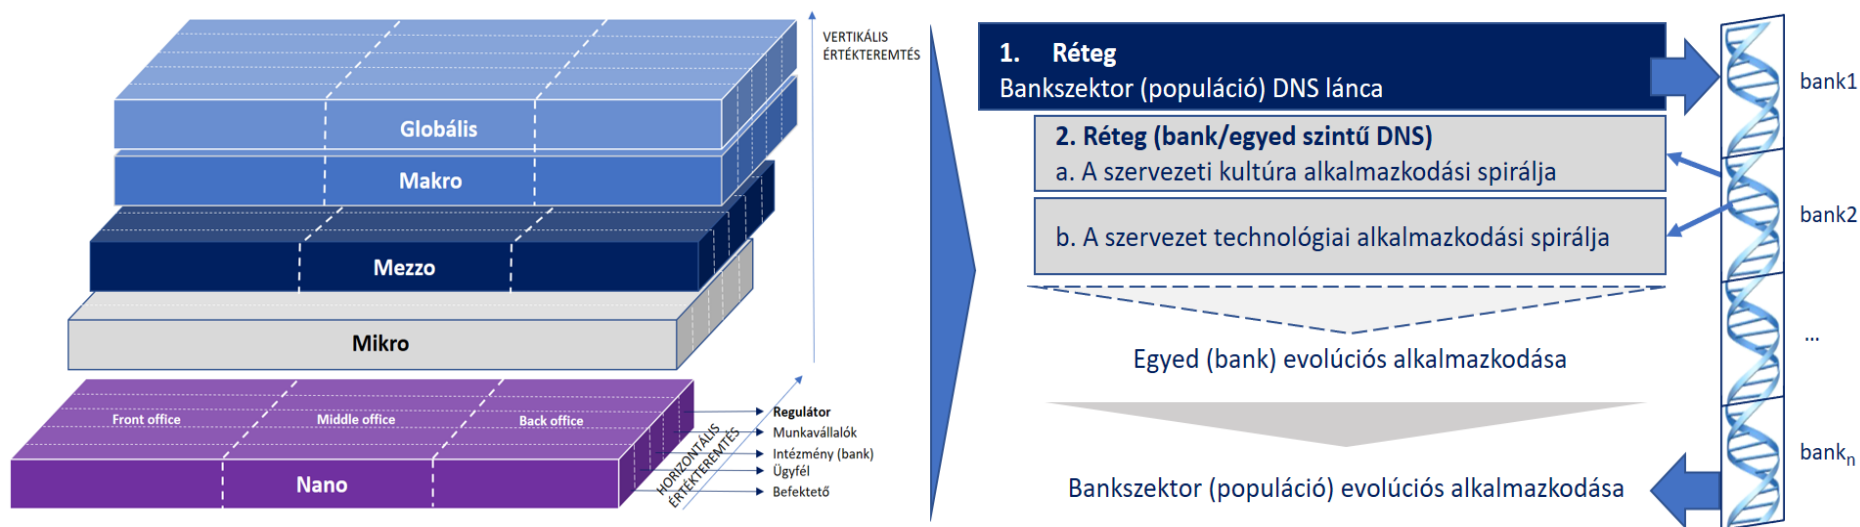 VERTIKÁLIS
ÉRTÉKTEREMTÉS
Globális
Makro
Mezzo
Mikro
Front office
Middle office
Back office
Nano
HORIZONTÁLIS
ÉRTÉKTEREMTÉS
Regulátor
Munkavállalók
Intézmény (bank)
Ügyfél
Befektető
1. Réteg
Bankszektor (populáció) DNS lánca
2. Réteg (bank/egyed szintű DNS)
a. A szervezeti kultúra alkalmazkodási spirálja
b. A szervezet technológiai alkalmazkodási spirálja
Egyed (bank) evolúciós alkalmazkodása
Bankszektor (populáció) evolúciós alkalmazkodása
bank1
bank2
...
bankn